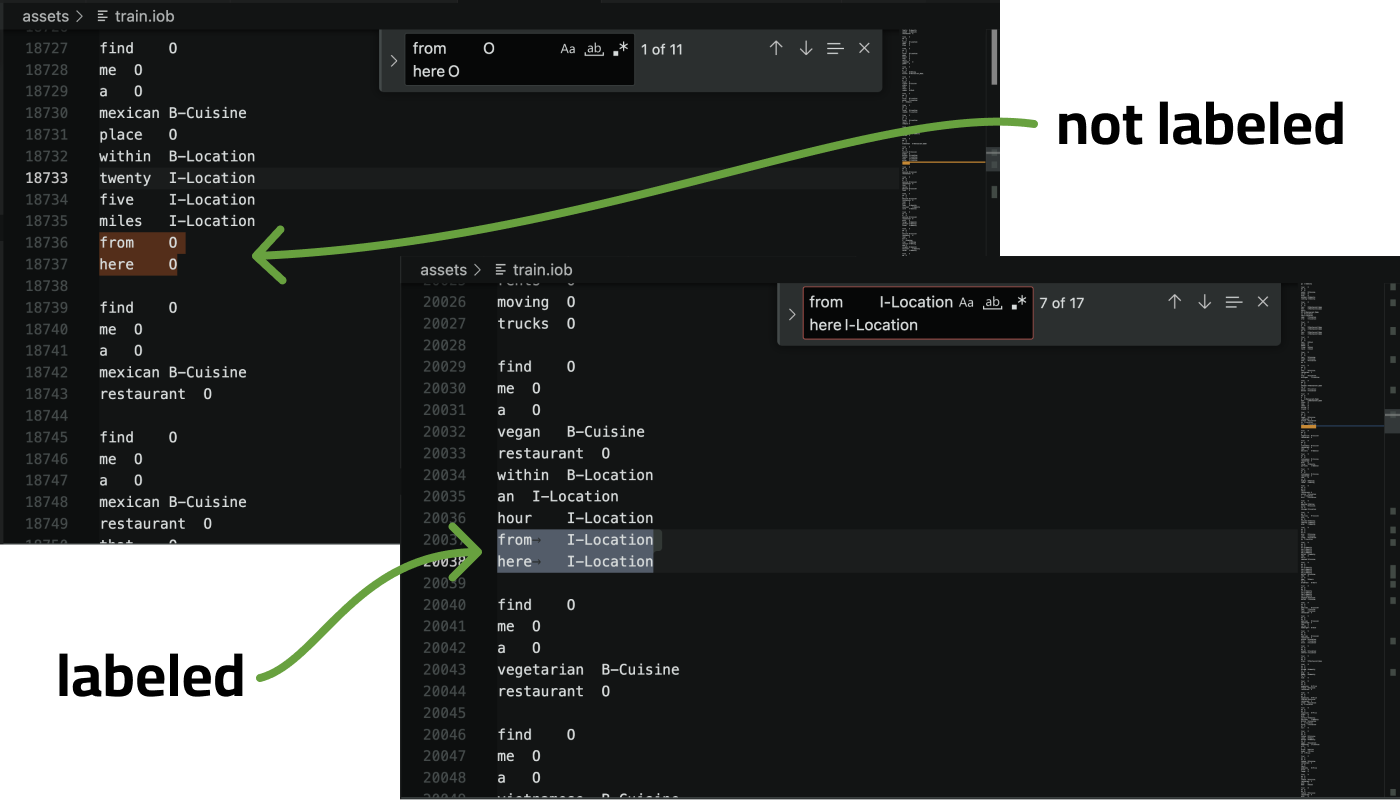 assets > train.iob
from O Aa ab .* 1 of 11
here O
18727 find O
18728 me O
18729 a O
18730 mexican B-Cuisine
18731 place O
18732 within B-Location
18733 twenty I-Location
18734 five I-Location
18735 miles I-Location
18736 from O
18737 here O
18738
18739 find O
18740 me O
18741 a O
18742 mexican B-Cuisine
18743 restaurant O
18744
18745 find O
18746 me O
18747 a O
18748 mexican B-Cuisine
18749 restaurant O
not labeled
assets > train.iob
from I-Location Aa ab .* 7 of 17
here I-Location
20026 moving O
20027 trucks O
20028
20029 find O
20030 me O
20031 a O
20032 vegan B-Cuisine
20033 restaurant O
20034 within B-Location
20035 an I-Location
20036 hour I-Location
20037 from→ I-Location
20038 here→ I-Location
20039
20040 find O
20041 me O
20042 a O
20043 vegetarian B-Cuisine
20044 restaurant O
20045
20046 find O
20047 me O
20048 a O
labeled